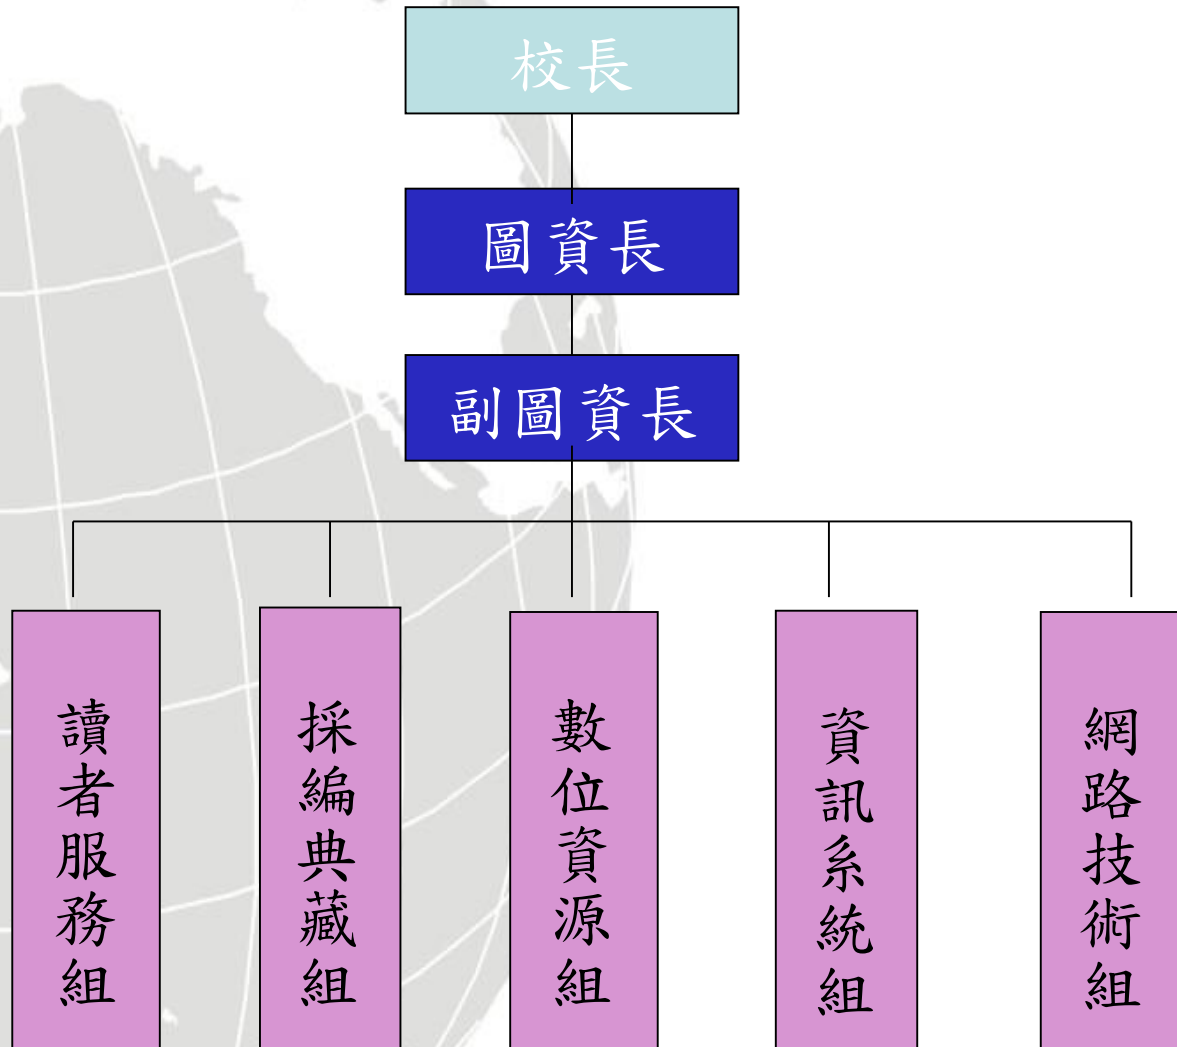 校長
圖資長
副圖資長
讀者服務組
採編典藏組
數位資源組
資訊系統組
網路技術組